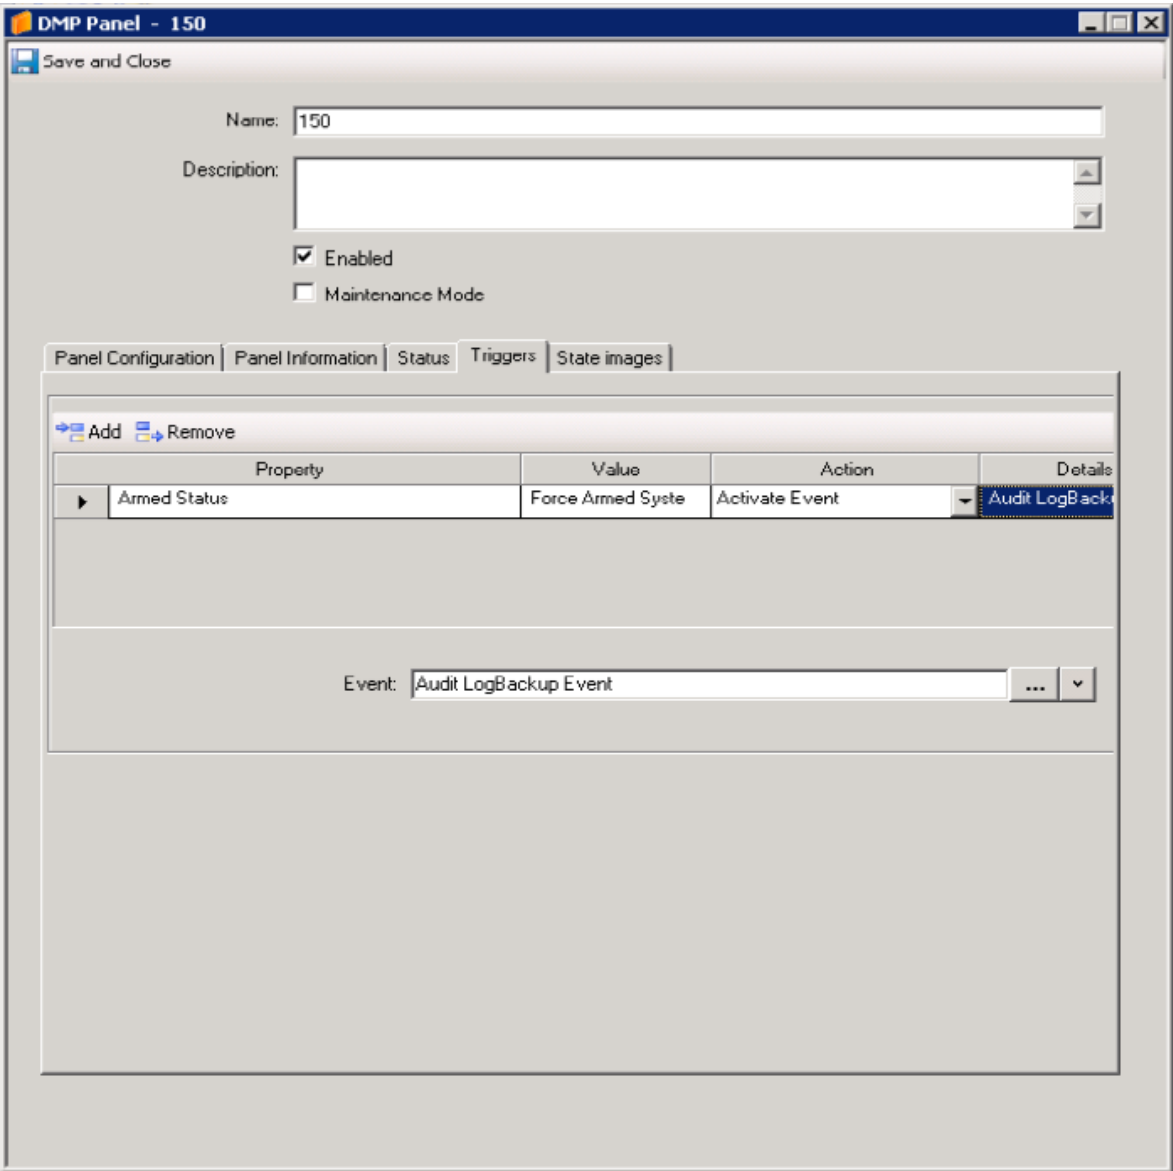 DMP Panel - 150
Save and Close
Name: 150
Description:
Enabled
Maintenance Mode
Panel Configuration Panel Information Status Triggers State images
Add Remove
Property Value Action Details
Armed Status Force Armed Syste Activate Event Audit LogBack
Event: Audit LogBackup Event ...